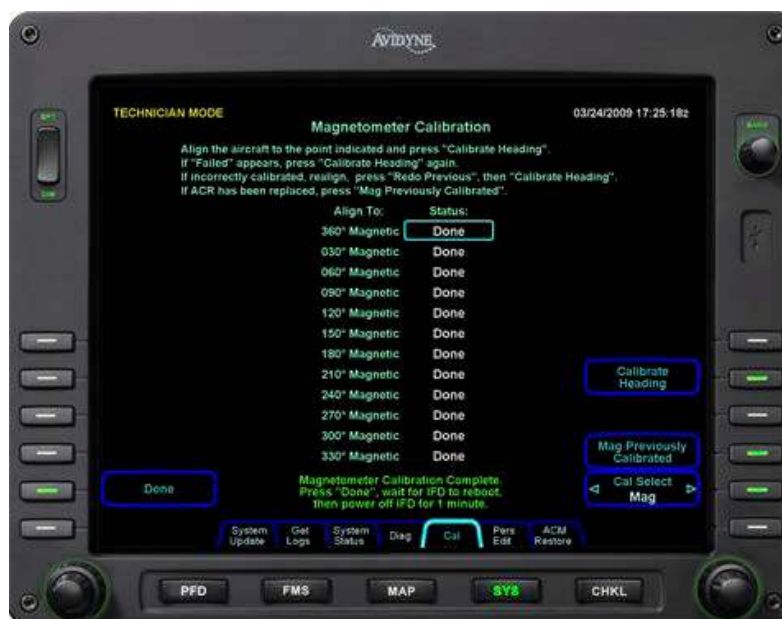 AVIDYNE
TECHNICIAN MODE
03/24/2009 17:25:18z
Magnetometer Calibration
Align the aircraft to the point indicated and press "Calibrate Heading".
If "Failed" appears, press "Calibrate Heading" again.
If incorrectly calibrated, realign, press "Redo Previous", then "Calibrate Heading".
If ACR has been replaced, press "Mag Previously Calibrated".
Align To: Status:
360° Magnetic Done
030° Magnetic Done
060° Magnetic Done
090° Magnetic Done
120° Magnetic Done
150° Magnetic Done
180° Magnetic Done
210° Magnetic Done
240° Magnetic Done
270° Magnetic Done
300° Magnetic Done
330° Magnetic Done
Calibrate
Heading
Mag Previously
Calibrated
Cal Select
Mag
Done
Magnetometer Calibration Complete.
Press "Done", wait for IFD to reboot,
then power off IFD for 1 minute.
System
Update
Get
Logs
System
Status
Diag
Cal
Pers
Edit
ACM
Restore
PFD
FMS
MAP
SYS
CHKL